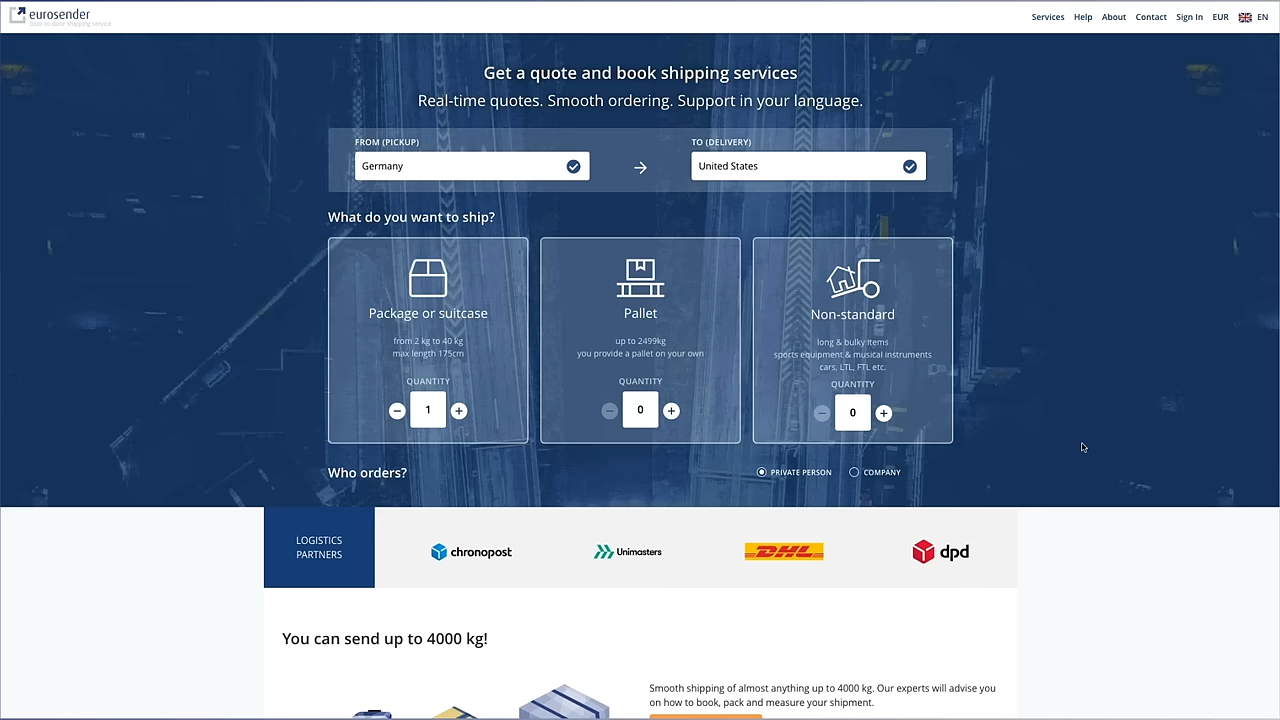 eurosender
door-to-door shipping service
Services Help About Contact Sign In EUR EN
Get a quote and book shipping services
Real-time quotes. Smooth ordering. Support in your language.
FROM (PICKUP)
TO (DELIVERY)
Germany
United States
What do you want to ship?
Package or suitcase
from 2 kg to 40 kg
max length 175cm
QUANTITY
1
Pallet
up to 2499kg
you provide a pallet on your own
QUANTITY
0
Non-standard
long & bulky items
sports equipment & musical instruments
cars, LTL, FTL etc.
QUANTITY
0
Who orders?
PRIVATE PERSON
COMPANY
LOGISTICS
PARTNERS
chronopost
Unimasters
DHL
dpd
You can send up to 4000 kg!
Smooth shipping of almost anything up to 4000 kg. Our experts will advise you
on how to book, pack and measure your shipment.